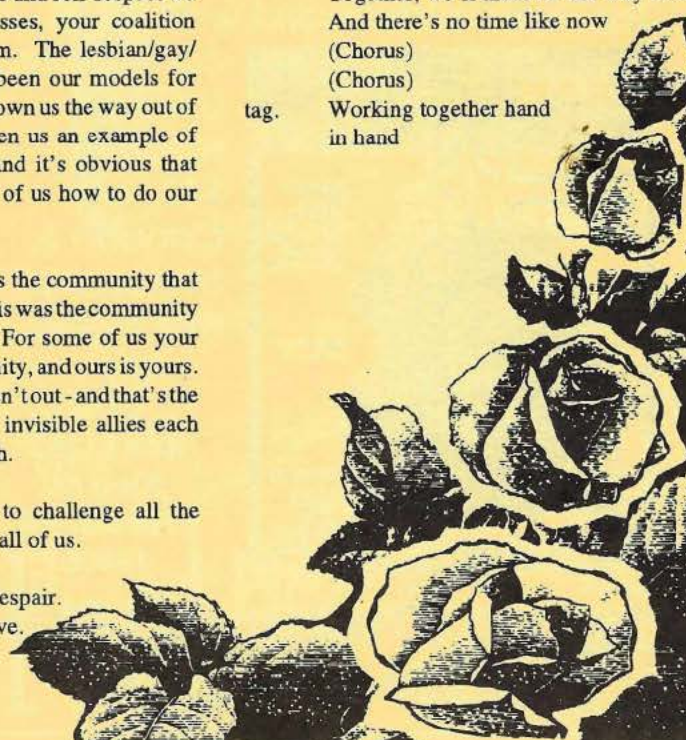 sses, your coalition
m. The lesbian/gay/
been our models for
own us the way out of
en us an example of
nd it's obvious that
of us how to do our
s the community that
is was the community
For some of us your
ity, and ours is yours.
n't out - and that's the
invisible allies each
h.
to challenge all the
all of us.
espair.
ve.
And there's no time like now
(Chorus)
(Chorus)
tag. Working together hand
in hand